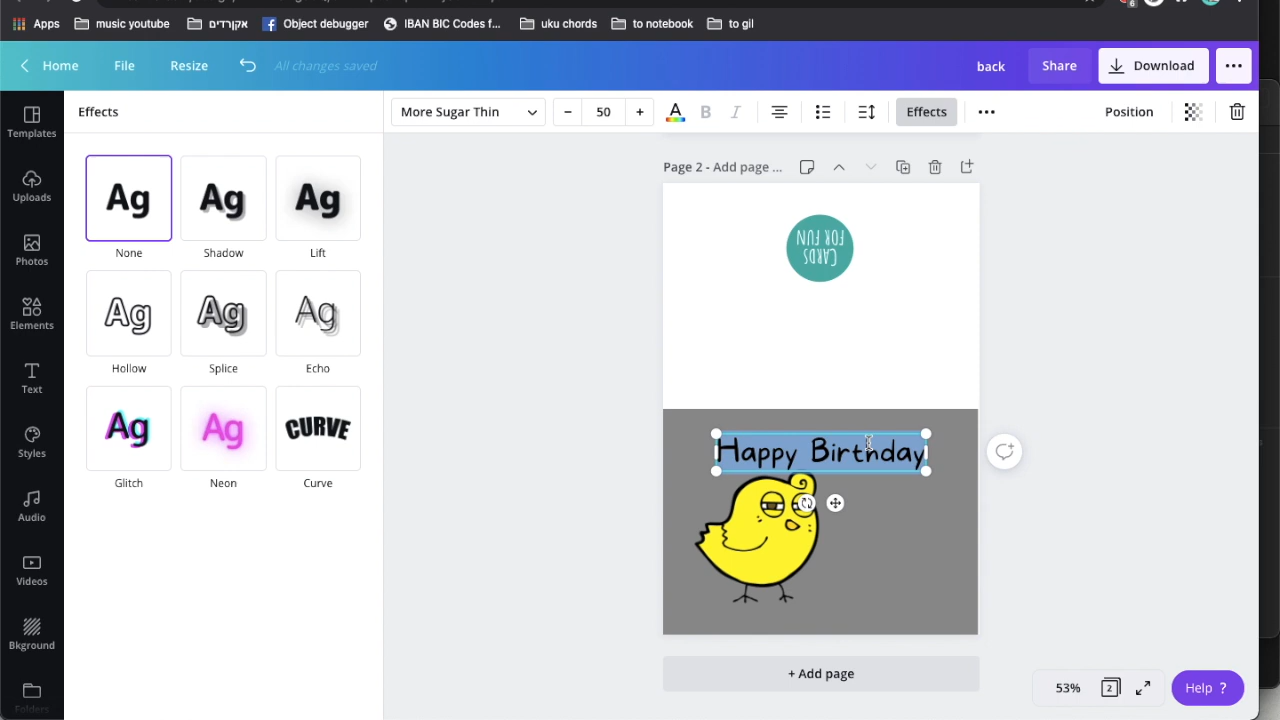 Apps
music youtube
אקורדים
Object debugger
IBAN BIC Codes f...
uku chords
to notebook
to gil
6
Home
File
Resize
All changes saved
back
Share
Download
...
Effects
More Sugar Thin
– 50 +
A
B
I
Effects
...
Position
Templates
Uploads
Photos
Elements
Text
Styles
Audio
Videos
Bkground
Folders
Ag
Ag
Ag
None
Shadow
Lift
Ag
Ag
Ag
Hollow
Splice
Echo
Ag
Ag
CURVE
Glitch
Neon
Curve
Page 2 - Add page ...
CARDS
FOR FUN
Happy Birthday
+ Add page
53%
2
Help ?